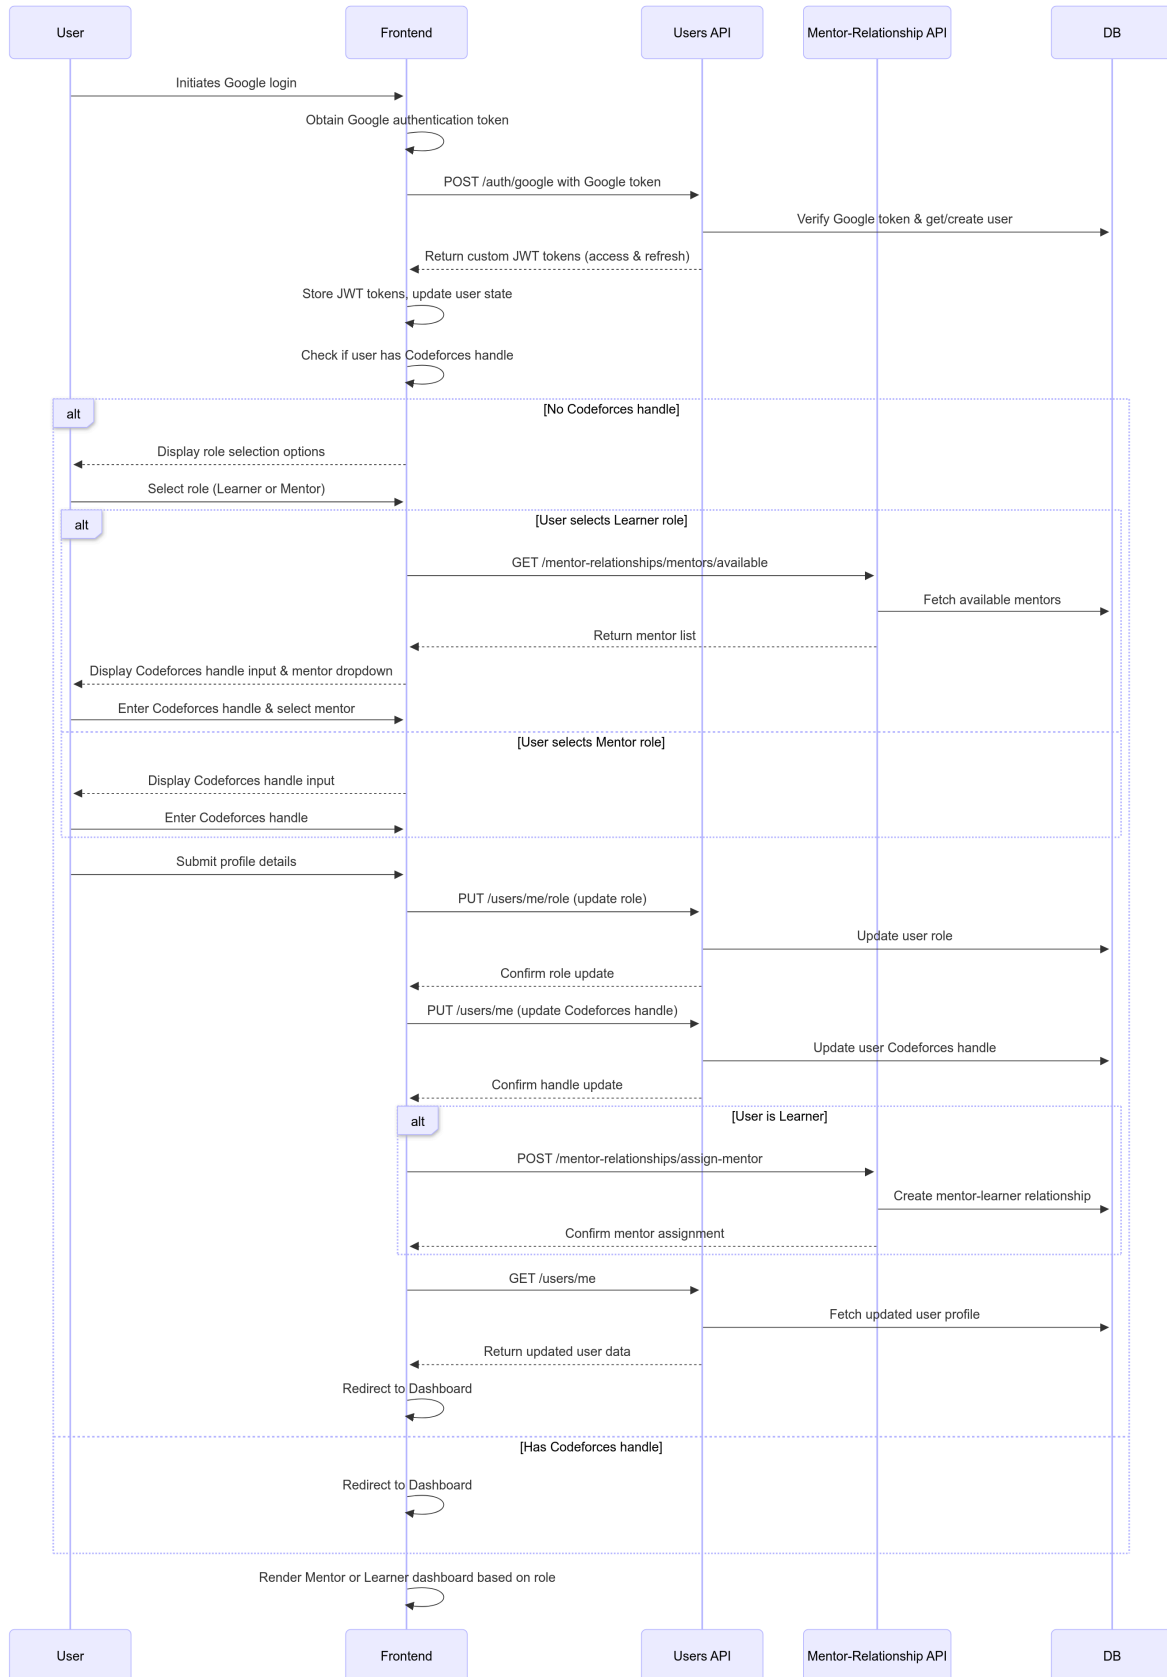 User
Frontend
Users API
Mentor-Relationship API
DB
Initiates Google login
Obtain Google authentication token
POST /auth/google with Google token
Verify Google token & get/create user
Return custom JWT tokens (access & refresh)
Store JWT tokens, update user state
Check if user has Codeforces handle
alt
[No Codeforces handle]
Display role selection options
Select role (Learner or Mentor)
alt
[User selects Learner role]
GET /mentor-relationships/mentors/available
Fetch available mentors
Return mentor list
Display Codeforces handle input & mentor dropdown
Enter Codeforces handle & select mentor
[User selects Mentor role]
Display Codeforces handle input
Enter Codeforces handle
Submit profile details
PUT /users/me/role (update role)
Update user role
Confirm role update
PUT /users/me (update Codeforces handle)
Update user Codeforces handle
Confirm handle update
alt
[User is Learner]
POST /mentor-relationships/assign-mentor
Create mentor-learner relationship
Confirm mentor assignment
GET /users/me
Fetch updated user profile
Return updated user data
Redirect to Dashboard
[Has Codeforces handle]
Redirect to Dashboard
Render Mentor or Learner dashboard based on role
User
Frontend
Users API
Mentor-Relationship API
DB